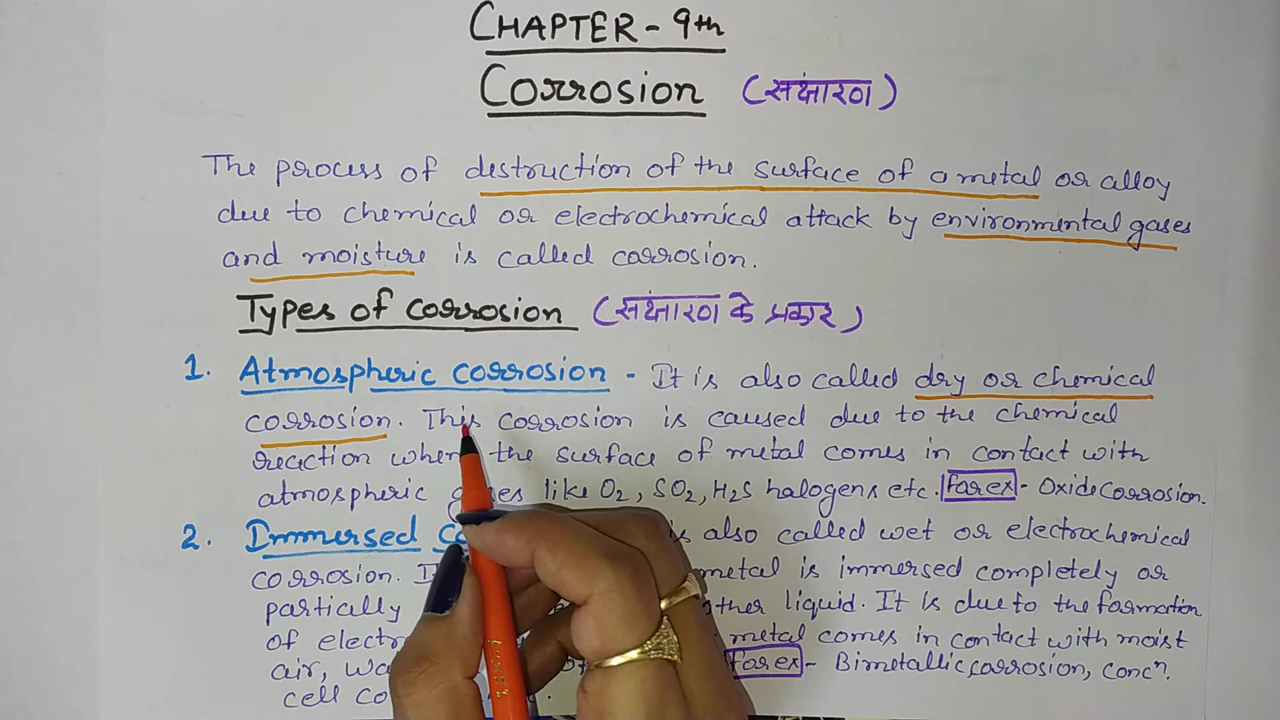 CHAPTER - 9th
Corrosion (संक्षारण)
The process of destruction of the surface of a metal or alloy
due to chemical or electrochemical attack by environmental gases
and moisture is called corrosion.
Types of corrosion (संक्षारण के प्रकार)
1. Atmospheric corrosion - It is also called dry or chemical
corrosion. This corrosion is caused due to the chemical
reaction when the surface of metal comes in contact with
atmospheric gases like O2, SO2, H2S halogens etc. For ex - Oxide corrosion.
2. Immersed also called wet or electrochemical
corrosion. metal is immersed completely or
partially liquid. It is due to the formation
of metal comes in contact with moist
air, For ex - Bimetallic corrosion, concⁿ.
cell